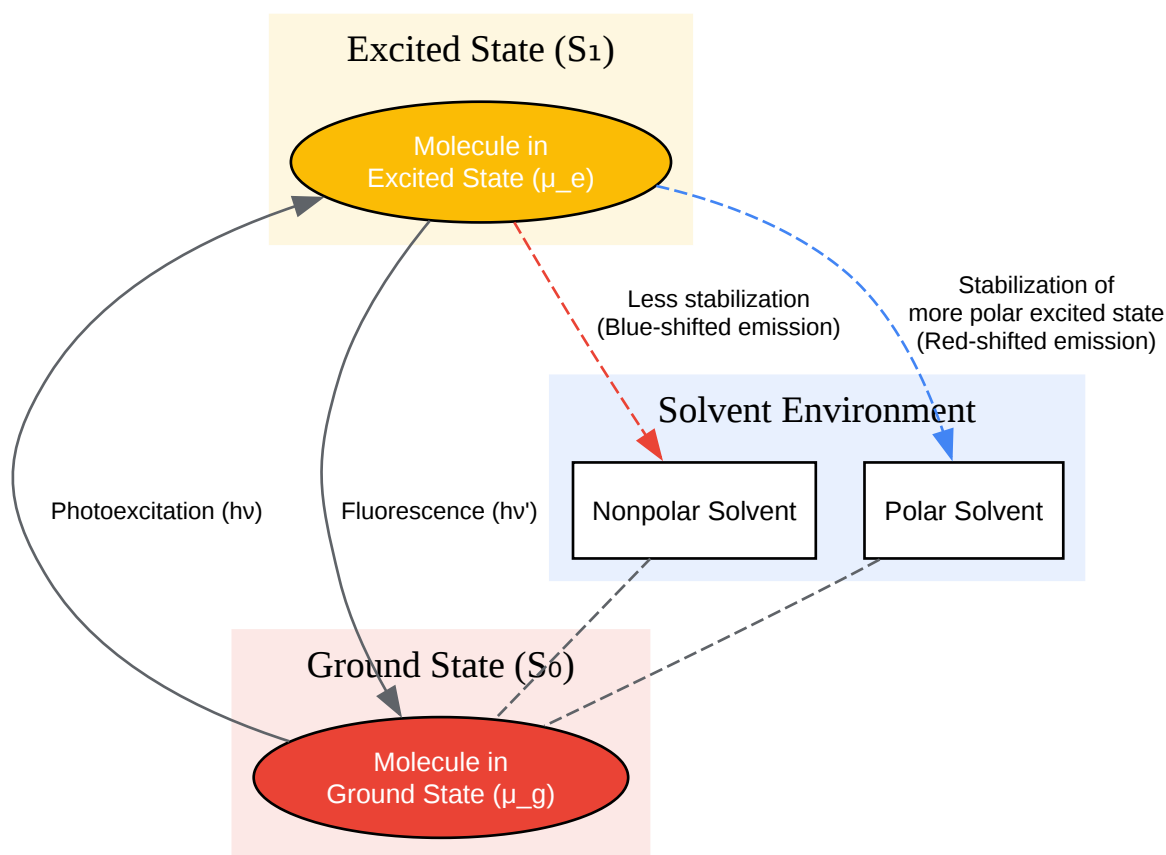 Excited State (S₁)
Molecule in
Excited State (μ_e)
Less stabilization
(Blue-shifted emission)
Stabilization of
more polar excited state
(Red-shifted emission)
Solvent Environment
Photoexcitation (hν)
Fluorescence (hν')
Nonpolar Solvent
Polar Solvent
Ground State (S₀)
Molecule in
Ground State (μ_g)